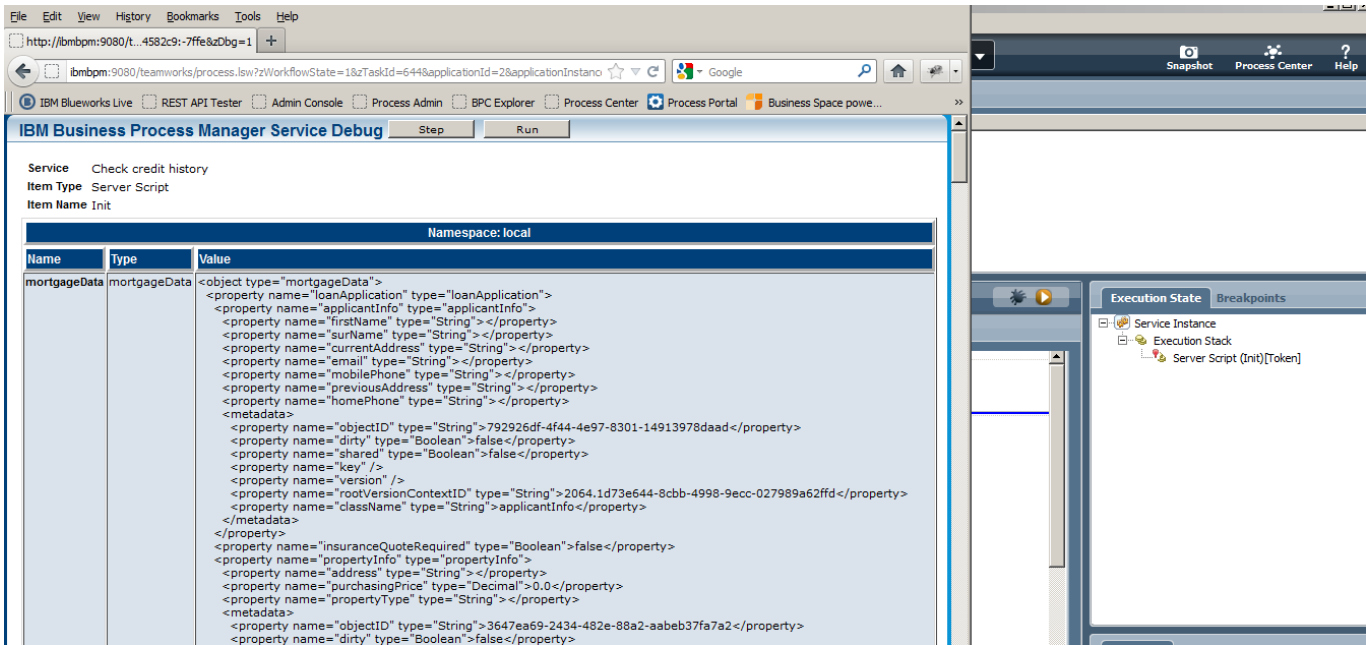 File Edit View History Bookmarks Tools Help
http://ibmbpm:9080/t...4582c9:-7ffe&zDbg=1 +
ibmbpm:9080/teamworks/process.lsw?zWorkflowState=1&zTaskId=644&applicationId=2&applicationInstanc Google
Snapshot Process Center Help
IBM Blueworks Live REST API Tester Admin Console Process Admin BPC Explorer Process Center Process Portal Business Space powe... »
IBM Business Process Manager Service Debug Step Run
Service Check credit history
Item Type Server Script
Item Name Init
Namespace: local
Name Type Value
mortgageData mortgageData <object type="mortgageData">
<property name="loanApplication" type="loanApplication">
<property name="applicantInfo" type="applicantInfo">
<property name="firstName" type="String"></property>
<property name="surName" type="String"></property>
<property name="currentAddress" type="String"></property>
<property name="email" type="String"></property>
<property name="mobilePhone" type="String"></property>
<property name="previousAddress" type="String"></property>
<property name="homePhone" type="String"></property>
<metadata>
<property name="objectID" type="String">792926df-4f44-4e97-8301-14913978daad</property>
<property name="dirty" type="Boolean">false</property>
<property name="shared" type="Boolean">false</property>
<property name="key" />
<property name="version" />
<property name="rootVersionContextID" type="String">2064.1d73e644-8cbb-4998-9ecc-027989a62ffd</property>
<property name="className" type="String">applicantInfo</property>
</metadata>
</property>
<property name="insuranceQuoteRequired" type="Boolean">false</property>
<property name="propertyInfo" type="propertyInfo">
<property name="address" type="String"></property>
<property name="purchasingPrice" type="Decimal">0.0</property>
<property name="propertyType" type="String"></property>
<metadata>
<property name="objectID" type="String">3647ea69-2434-482e-88a2-aabeb37fa7a2</property>
<property name="dirty" type="Boolean">false</property>
Execution State Breakpoints
Service Instance
Execution Stack
Server Script (Init)[Token]